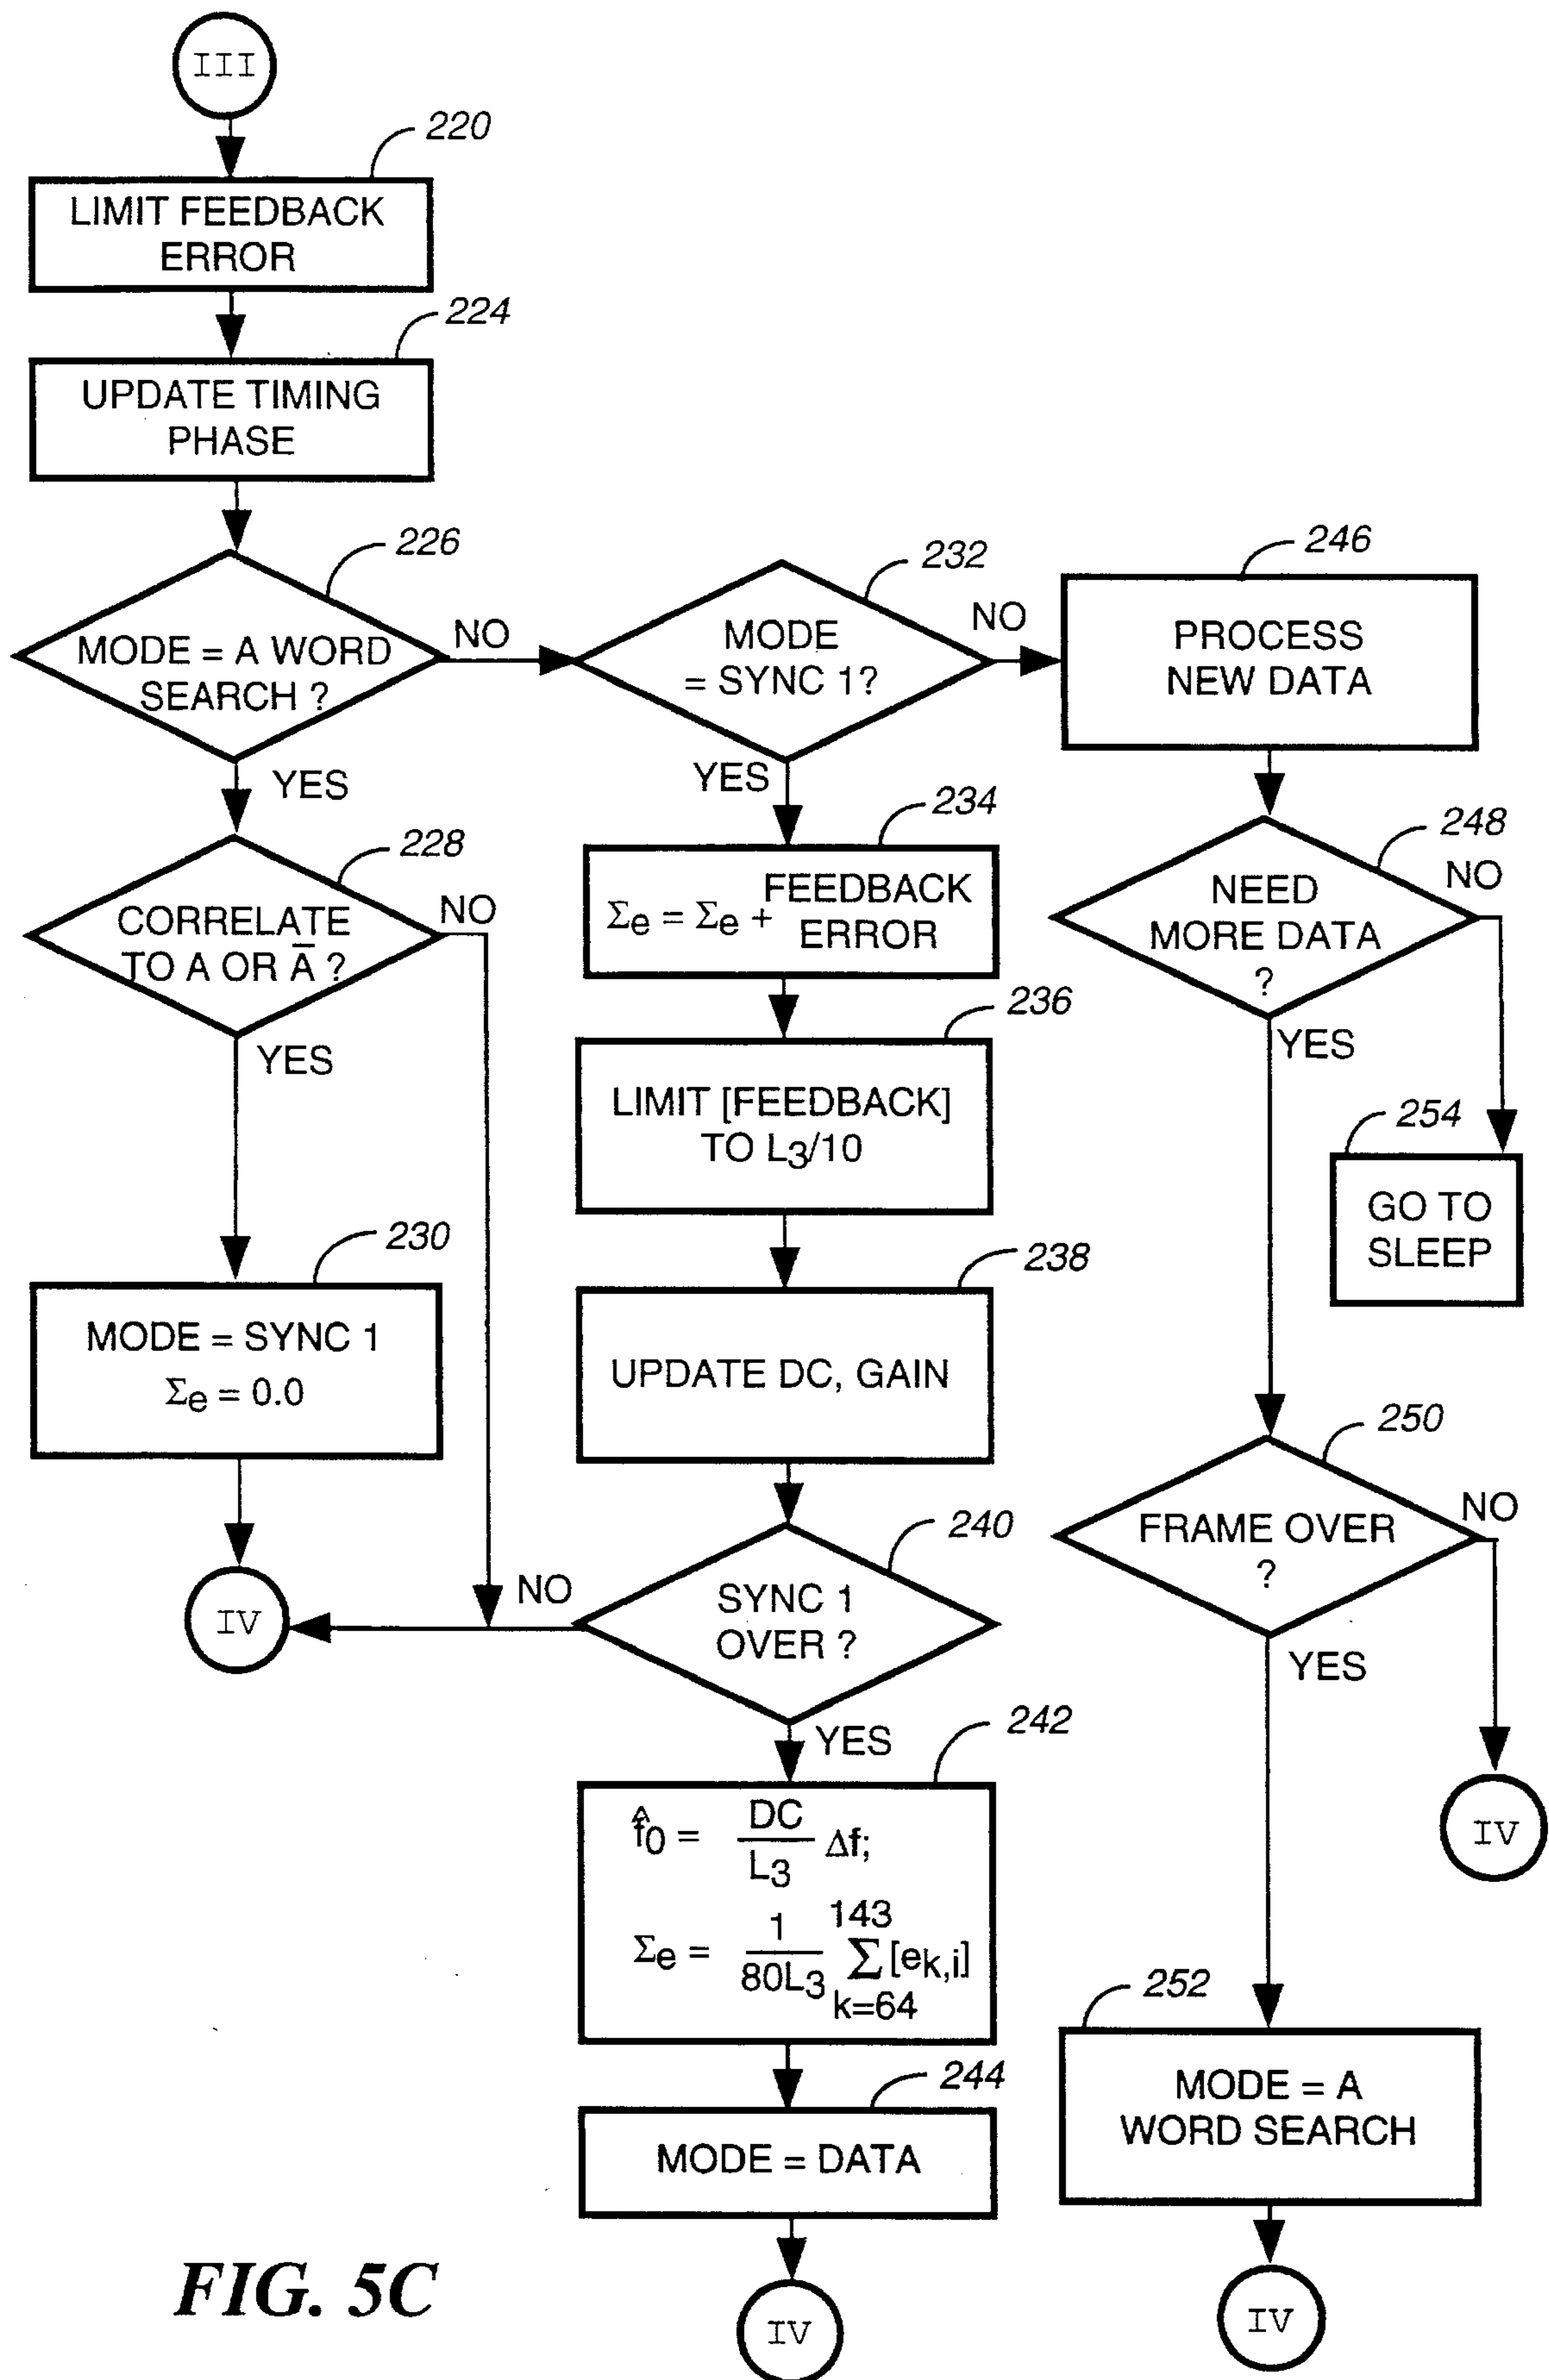 III
220
LIMIT FEEDBACK
ERROR
224
UPDATE TIMING
PHASE
226
MODE = A WORD
SEARCH ?
NO
YES
228
CORRELATE
TO A OR A̅ ?
NO
YES
230
MODE = SYNC 1
Σe = 0.0
IV
232
MODE
= SYNC 1?
NO
YES
234
Σe = Σe + FEEDBACK
ERROR
236
LIMIT [FEEDBACK]
TO L3/10
238
UPDATE DC, GAIN
240
SYNC 1
OVER ?
NO
YES
242
f̂0 = DC/L3 Δf;
143
Σe = 1/80L3 Σ [ek,i]
k=64
244
MODE = DATA
IV
246
PROCESS
NEW DATA
248
NEED
MORE DATA
?
NO
YES
254
GO TO
SLEEP
250
FRAME OVER
?
NO
YES
IV
252
MODE = A
WORD SEARCH
IV
FIG. 5C